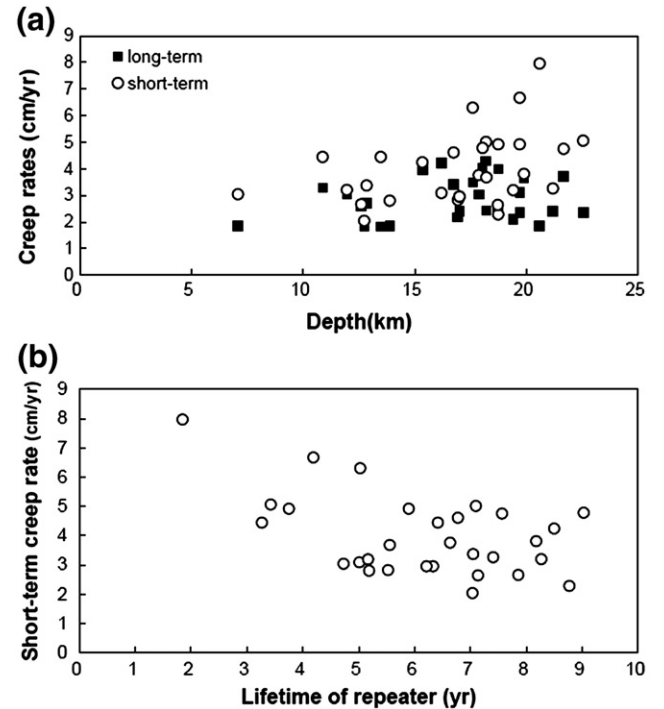 (a)
9
8
7
6
5
4
3
2
1
0
Creep rates (cm/yr)
long-term
short-term
0 5 10 15 20 25
Depth(km)
(b)
9
8
7
6
5
4
3
2
1
0
Short-term creep rate (cm/yr)
0 1 2 3 4 5 6 7 8 9 10
Lifetime of repeater (yr)